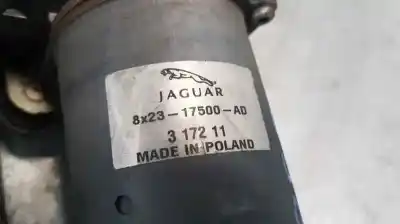 JAGUAR
8x23-17500-AD
3 172 11
MADE IN POLAND